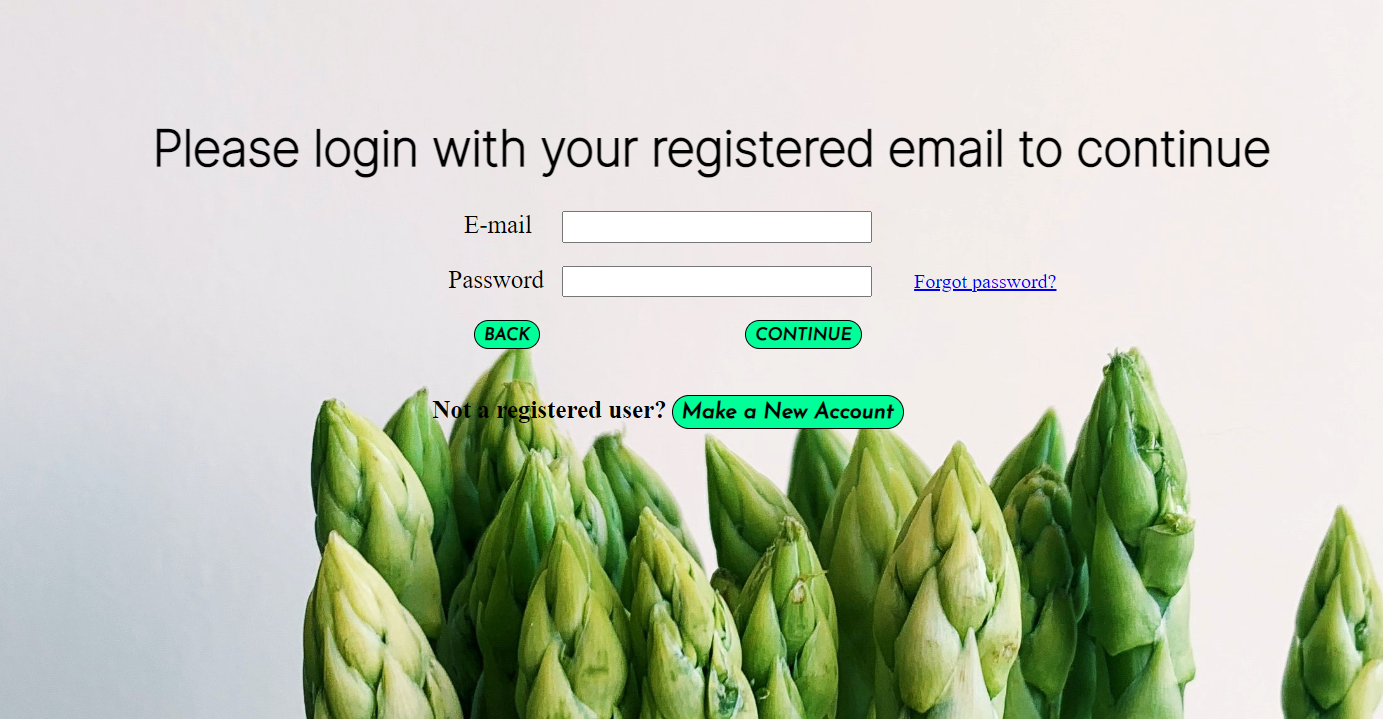 Please login with your registered email to continue
E-mail
Password Forgot password?
BACK CONTINUE
Not a registered user? Make a New Account